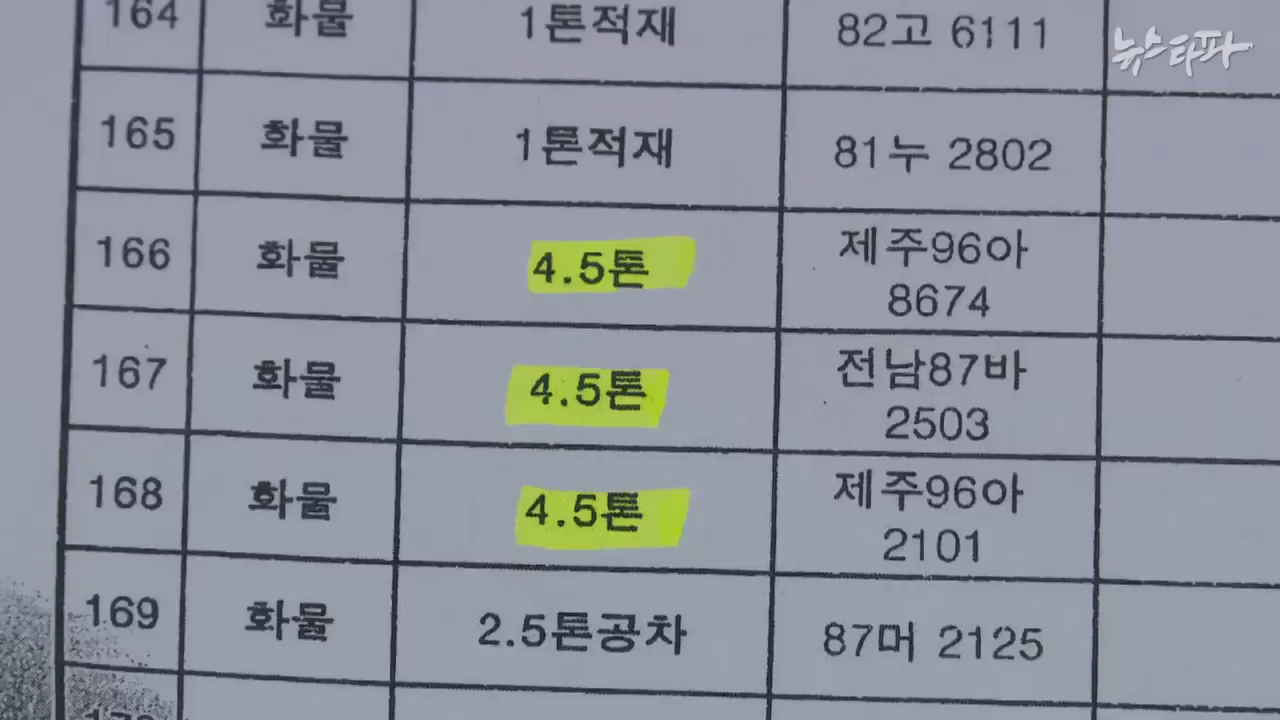 뉴스타파
164 화물 1톤적재 82고 6111
165 화물 1톤적재 81누 2802
166 화물 4.5톤 제주96아
8674
167 화물 4.5톤 전남87바
2503
168 화물 4.5톤 제주96아
2101
169 화물 2.5톤공차 87머 2125